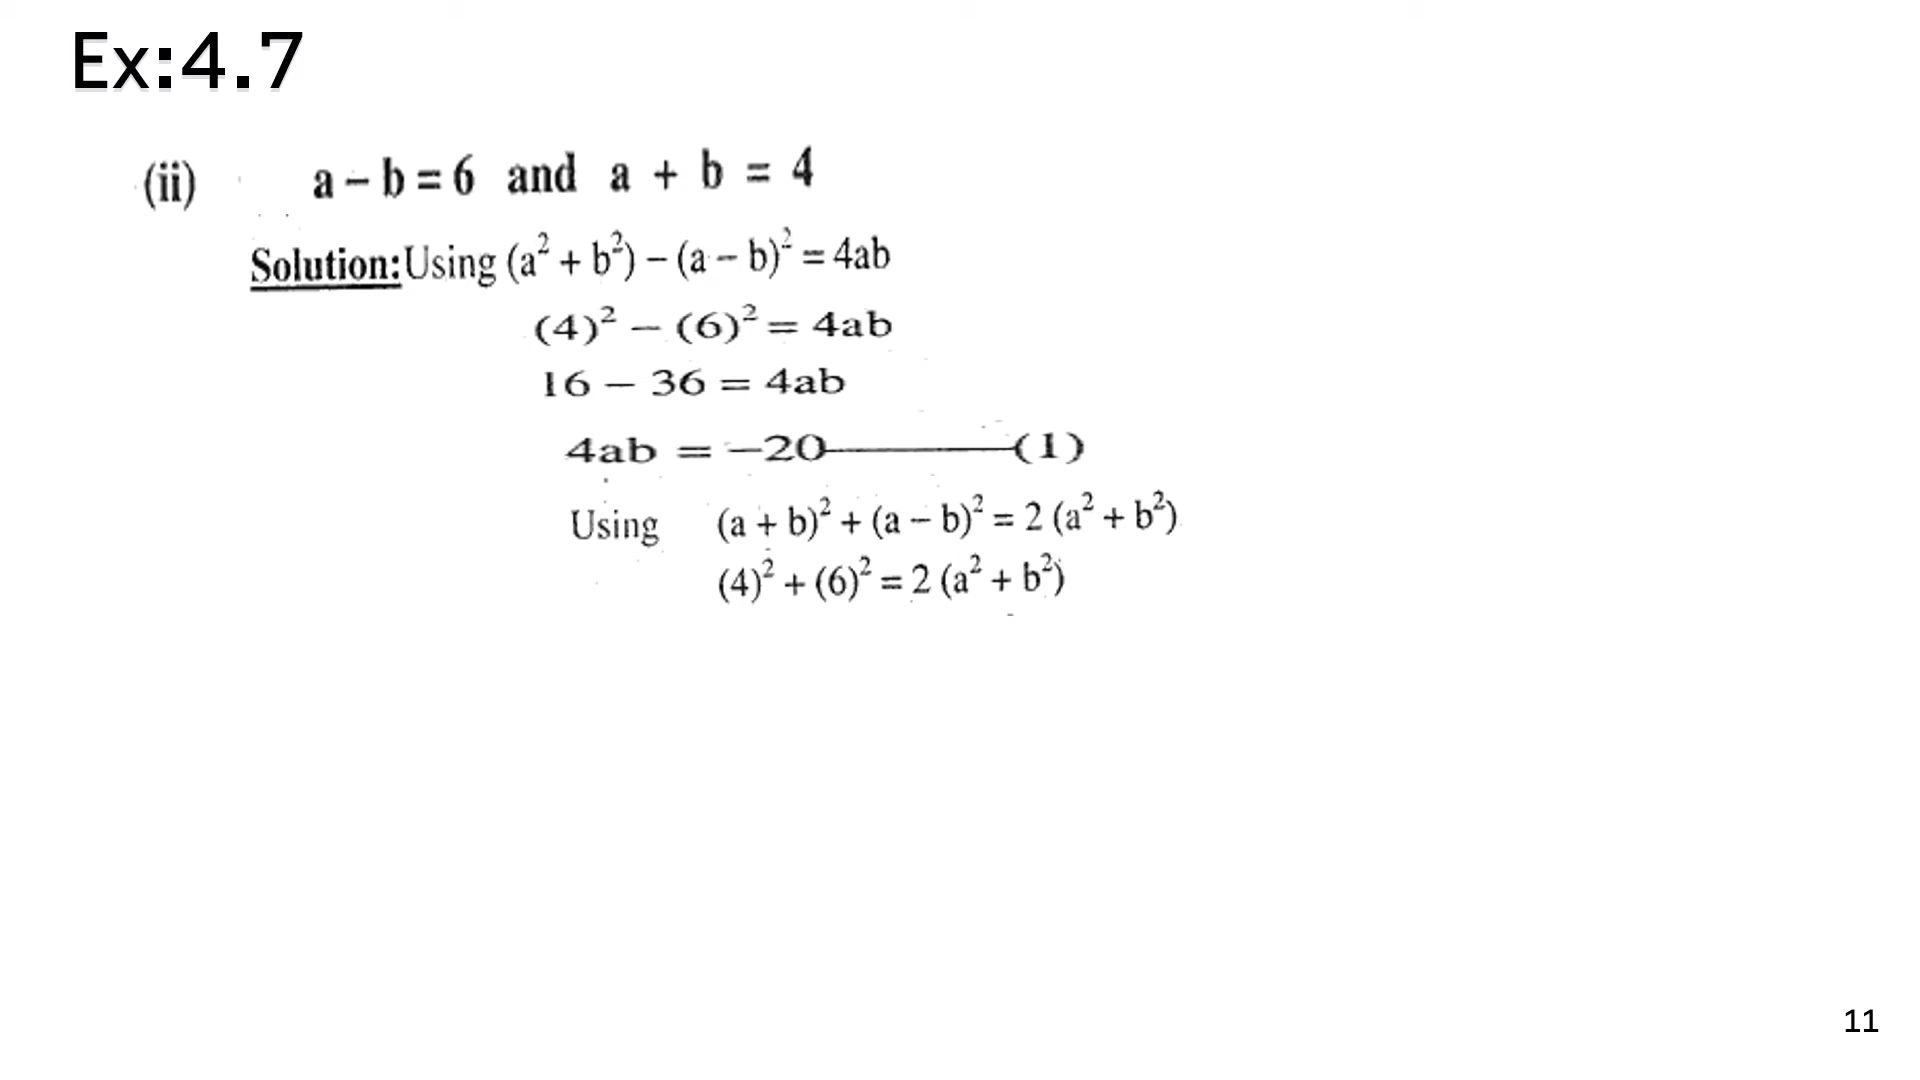 Ex:4.7
(ii) a – b = 6 and a + b = 4
Solution: Using (a² + b²) – (a – b)² = 4ab
(4)² – (6)² = 4ab
16 – 36 = 4ab
4ab = –20————(1)
Using (a + b)² + (a – b)² = 2 (a² + b²)
(4)² + (6)² = 2 (a² + b²)
11